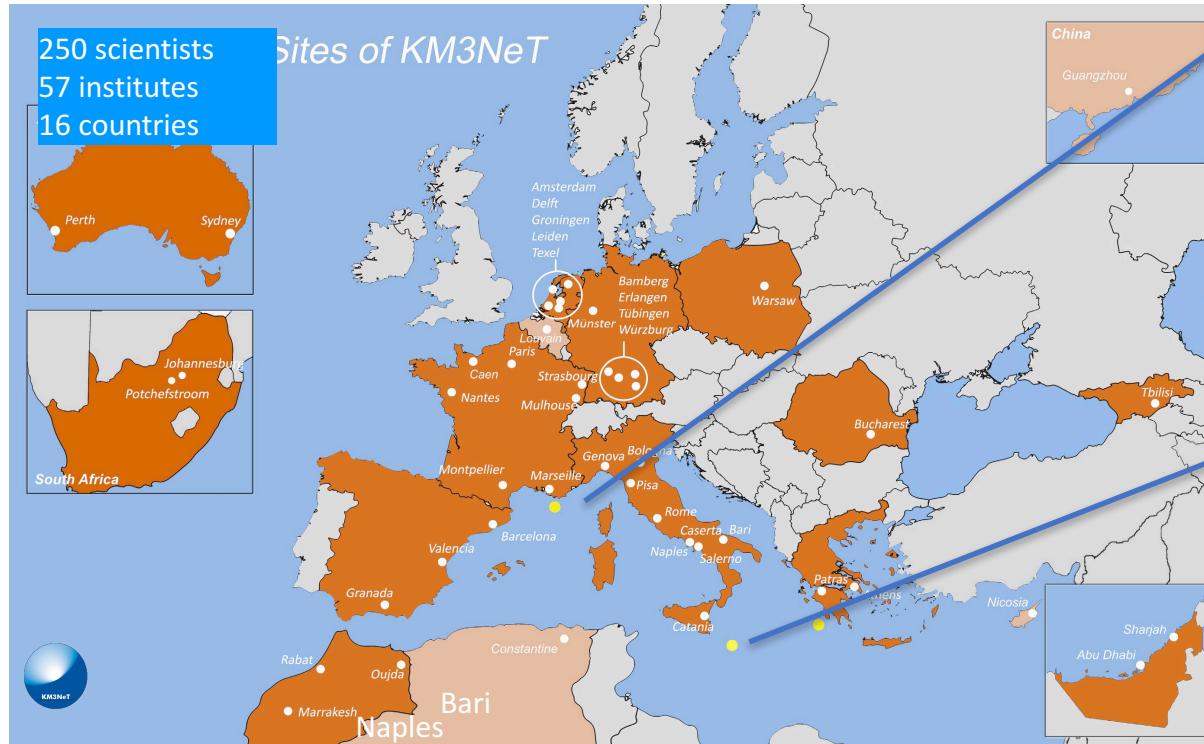 250 scientists
57 institutes
16 countries
Sites of KM3NeT
China
Guangzhou
Perth
Sydney
Amsterdam
Delft
Groningen
Leiden
Texel
Bamberg
Erlangen
Tübingen
Würzburg
Warsaw
Münster
Louvain
Paris
Caen
Strasbourg
Nantes
Mulhouse
Johannesburg
Potchefstroom
South Africa
Tbilisi
Bucharest
Genova
Bologna
Montpellier
Marseille
Pisa
Rome
Barcelona
Caserta
Bari
Naples
Salerno
Valencia
Granada
Patras
Catania
Nicosia
Sharjah
Abu Dhabi
Constantine
Rabat
Oujda
Marrakesh
Bari
Naples
KM3NeT